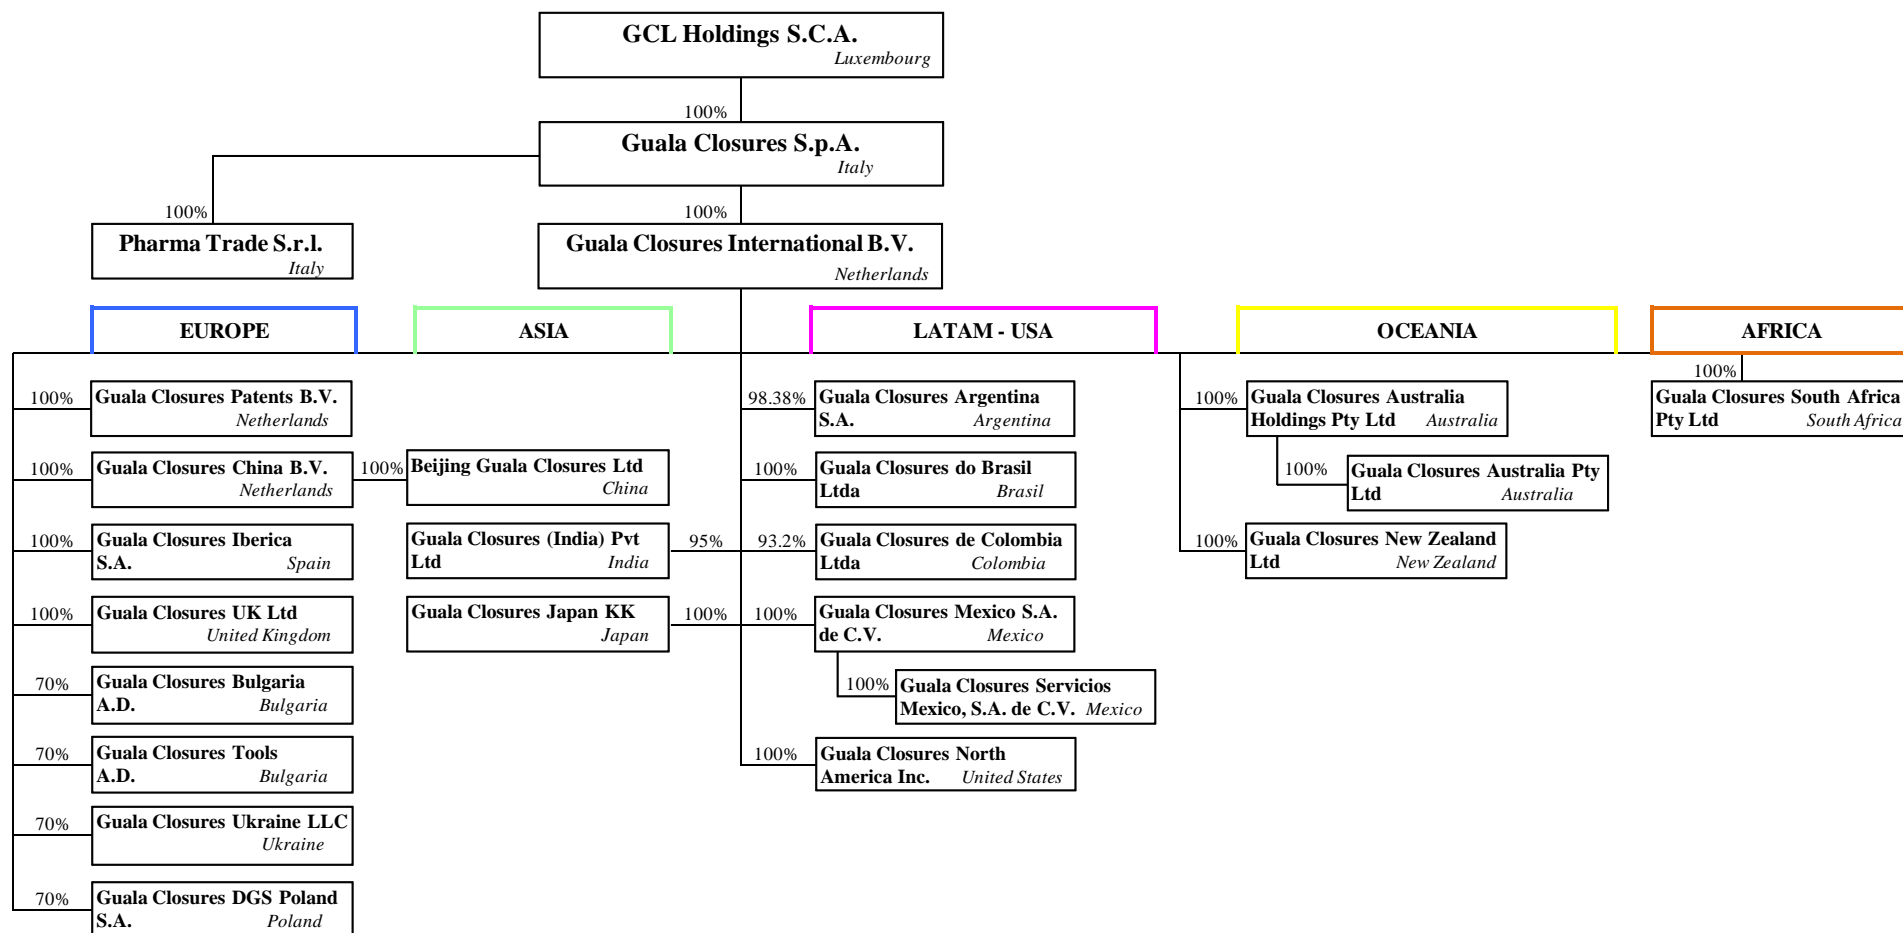 GCL Holdings S.C.A.
Luxembourg
100%
Guala Closures S.p.A.
Italy
100%
100%
Pharma Trade S.r.l.
Italy
Guala Closures International B.V.
Netherlands
EUROPE
ASIA
LATAM - USA
OCEANIA
AFRICA
100%
Guala Closures Patents B.V.
Netherlands
100%
Guala Closures China B.V.
Netherlands
100%
Guala Closures Iberica
S.A. Spain
100%
Guala Closures UK Ltd
United Kingdom
70%
Guala Closures Bulgaria
A.D. Bulgaria
70%
Guala Closures Tools
A.D. Bulgaria
70%
Guala Closures Ukraine LLC
Ukraine
70%
Guala Closures DGS Poland
S.A. Poland
100%
Beijing Guala Closures Ltd
China
Guala Closures (India) Pvt
Ltd India
95%
Guala Closures Japan KK
Japan
100%
98.38%
Guala Closures Argentina
S.A. Argentina
100%
Guala Closures do Brasil
Ltda Brasil
93.2%
Guala Closures de Colombia
Ltda Colombia
100%
Guala Closures Mexico S.A.
de C.V. Mexico
100%
Guala Closures Servicios
Mexico, S.A. de C.V. Mexico
100%
Guala Closures North
America Inc. United States
100%
Guala Closures Australia
Holdings Pty Ltd Australia
100%
Guala Closures Australia Pty
Ltd Australia
100%
Guala Closures New Zealand
Ltd New Zealand
100%
Guala Closures South Africa
Pty Ltd South Africa